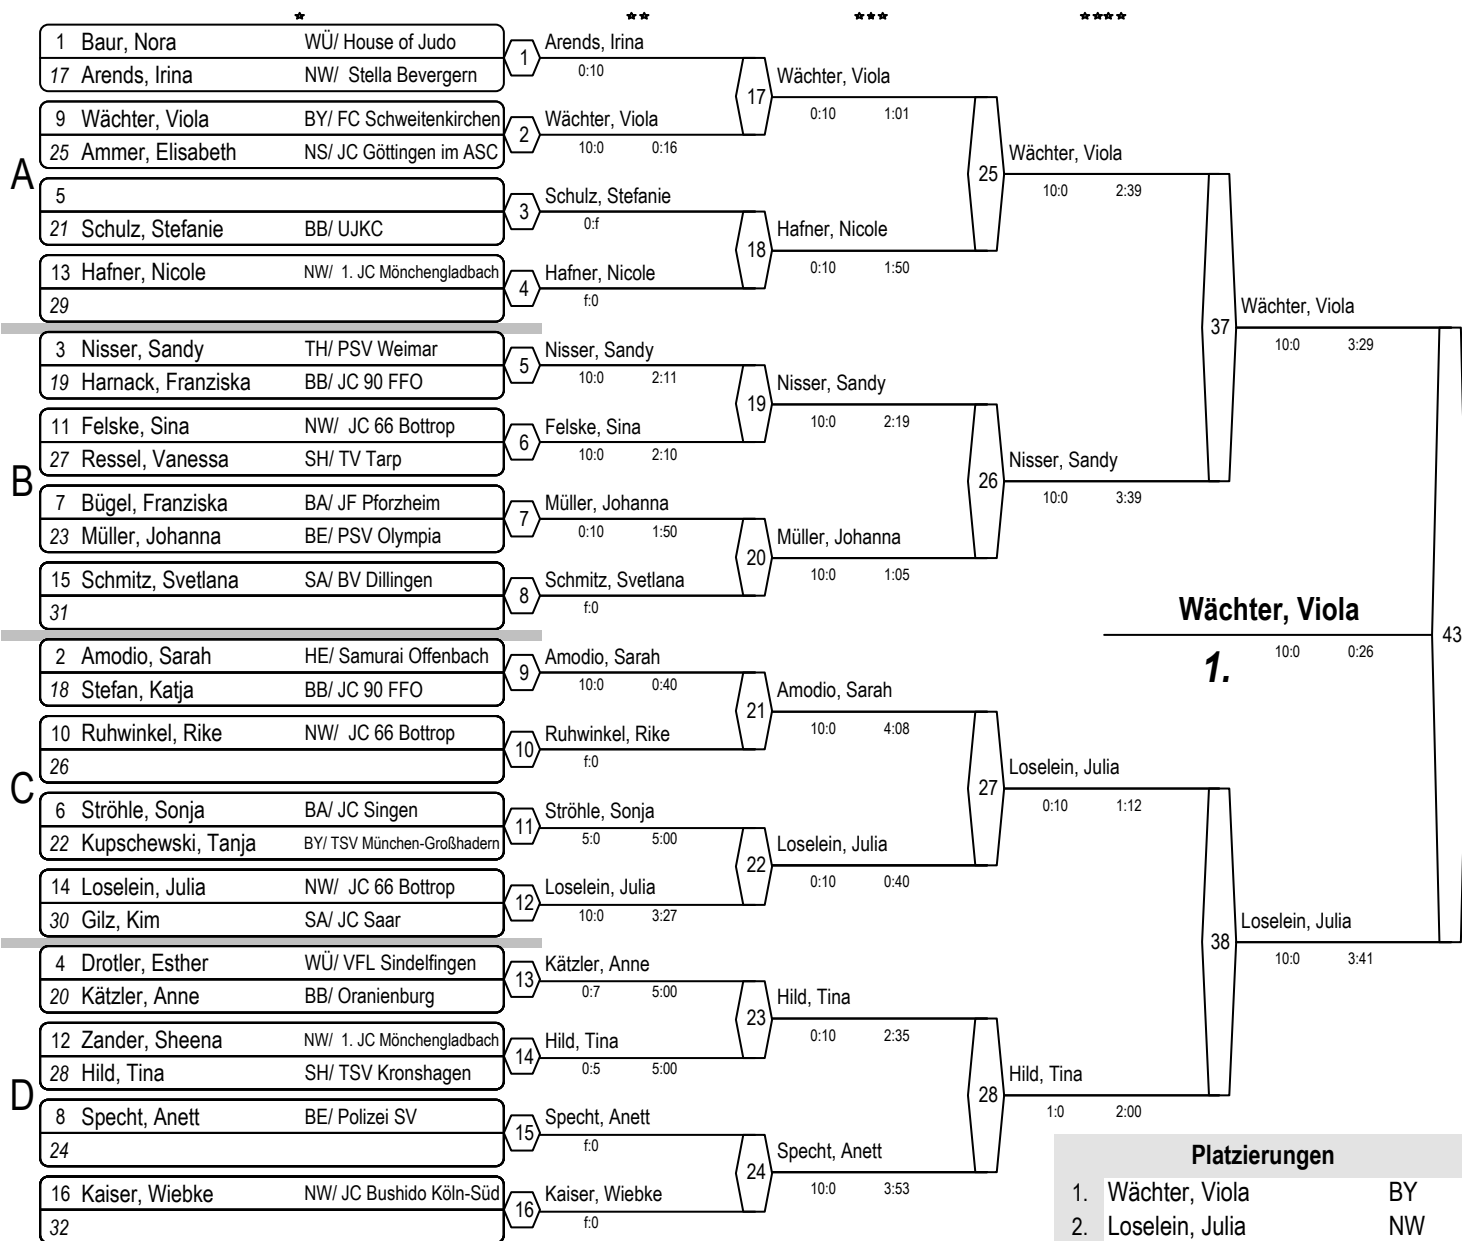 1 Baur, Nora WÜ/ House of Judo
17 Arends, Irina NW/ Stella Bevergern
9 Wächter, Viola BY/ FC Schweitenkirchen
25 Ammer, Elisabeth NS/ JC Göttingen im ASC
A
5
21 Schulz, Stefanie BB/ UJKC
13 Hafner, Nicole NW/ 1. JC Mönchengladbach
29
3 Nisser, Sandy TH/ PSV Weimar
19 Harnack, Franziska BB/ JC 90 FFO
11 Felske, Sina NW/ JC 66 Bottrop
27 Ressel, Vanessa SH/ TV Tarp
B
7 Bügel, Franziska BA/ JF Pforzheim
23 Müller, Johanna BE/ PSV Olympia
15 Schmitz, Svetlana SA/ BV Dillingen
31
2 Amodio, Sarah HE/ Samurai Offenbach
18 Stefan, Katja BB/ JC 90 FFO
10 Ruhwinkel, Rike NW/ JC 66 Bottrop
26
C
6 Ströhle, Sonja BA/ JC Singen
22 Kupschewski, Tanja BY/ TSV München-Großhadern
14 Loselein, Julia NW/ JC 66 Bottrop
30 Gilz, Kim SA/ JC Saar
4 Drotler, Esther WÜ/ VFL Sindelfingen
20 Kätzler, Anne BB/ Oranienburg
12 Zander, Sheena NW/ 1. JC Mönchengladbach
28 Hild, Tina SH/ TSV Kronshagen
D
8 Specht, Anett BE/ Polizei SV
24
16 Kaiser, Wiebke NW/ JC Bushido Köln-Süd
32
1 Arends, Irina
0:10
2 Wächter, Viola
10:0 0:16
3 Schulz, Stefanie
0:f
4 Hafner, Nicole
f:0
5 Nisser, Sandy
10:0 2:11
6 Felske, Sina
10:0 2:10
7 Müller, Johanna
0:10 1:50
8 Schmitz, Svetlana
f:0
9 Amodio, Sarah
10:0 0:40
10 Ruhwinkel, Rike
f:0
11 Ströhle, Sonja
5:0 5:00
12 Loselein, Julia
10:0 3:27
13 Kätzler, Anne
0:7 5:00
14 Hild, Tina
0:5 5:00
15 Specht, Anett
f:0
16 Kaiser, Wiebke
f:0
17 Wächter, Viola
0:10 1:01
18 Hafner, Nicole
0:10 1:50
19 Nisser, Sandy
10:0 2:19
20 Müller, Johanna
10:0 1:05
21 Amodio, Sarah
10:0 4:08
22 Loselein, Julia
0:10 0:40
23 Hild, Tina
0:10 2:35
24 Specht, Anett
10:0 3:53
25 Wächter, Viola
10:0 2:39
26 Nisser, Sandy
10:0 3:39
27 Loselein, Julia
0:10 1:12
28 Hild, Tina
1:0 2:00
37 Wächter, Viola
10:0 3:29
38 Loselein, Julia
10:0 3:41
Wächter, Viola 43
1. 10:0 0:26
Platzierungen
1. Wächter, Viola BY
2. Loselein, Julia NW